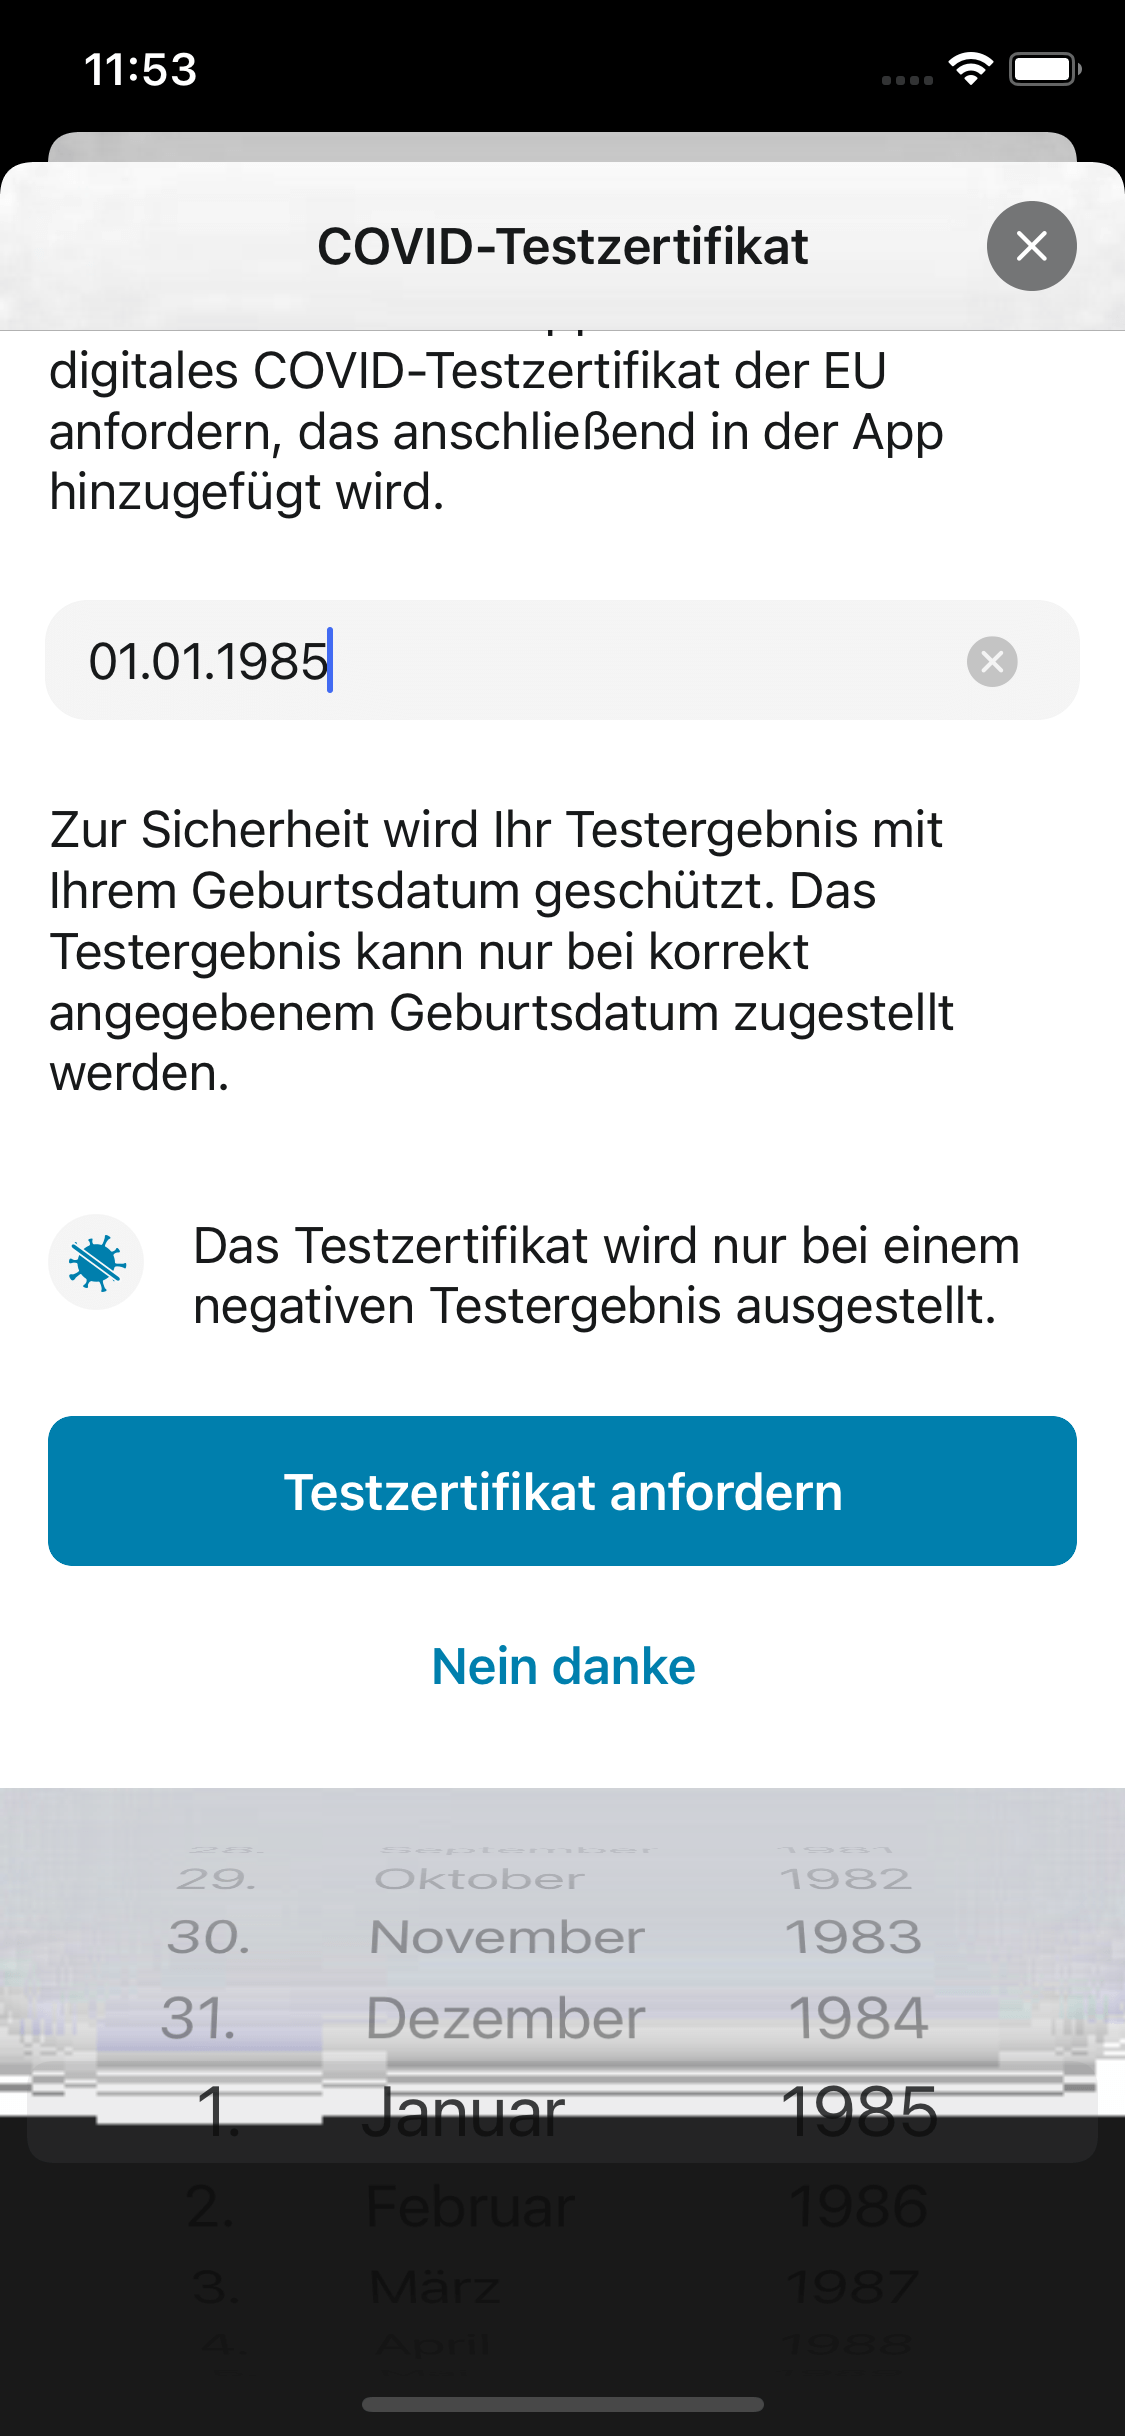 11:53
COVID-Testzertifikat
digitales COVID-Testzertifikat der EU
anfordern, das anschließend in der App
hinzugefügt wird.
01.01.1985
Zur Sicherheit wird Ihr Testergebnis mit
Ihrem Geburtsdatum geschützt. Das
Testergebnis kann nur bei korrekt
angegebenem Geburtsdatum zugestellt
werden.
Das Testzertifikat wird nur bei einem
negativen Testergebnis ausgestellt.
Testzertifikat anfordern
Nein danke
28. September 1981
29. Oktober 1982
30. November 1983
31. Dezember 1984
1. Januar 1985
2. Februar 1986
3. März 1987
4. April 1988